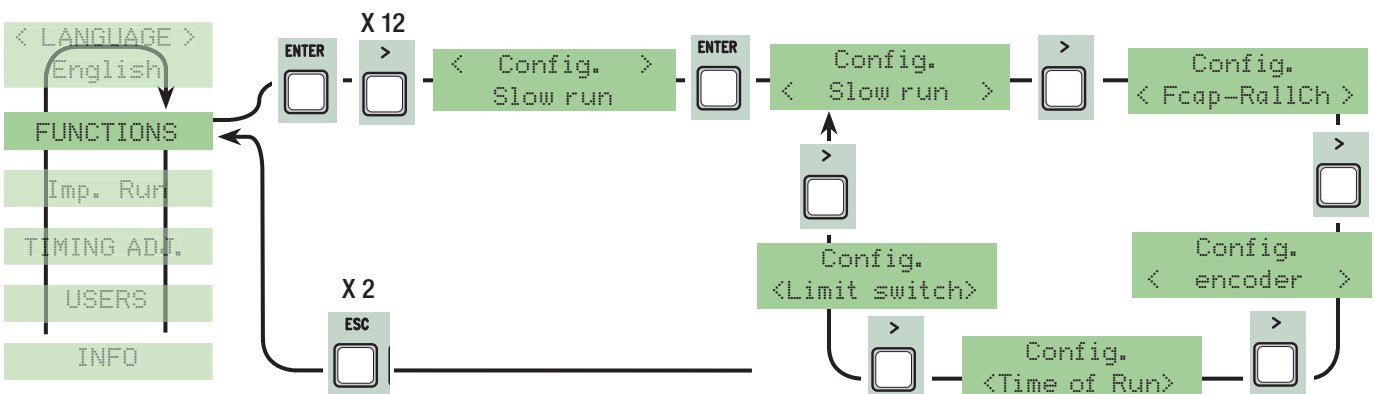 < LANGUAGE >
English
FUNCTIONS
Imp. Run
TIMING ADJ.
USERS
INFO
ENTER
X 12
>
< Config. >
Slow run
ENTER
Config.
< Slow run >
>
Config.
< Fcap-RallCh >
>
Config.
< encoder >
>
Config.
<Time of Run>
>
Config.
<Limit switch>
>
X 2
ESC